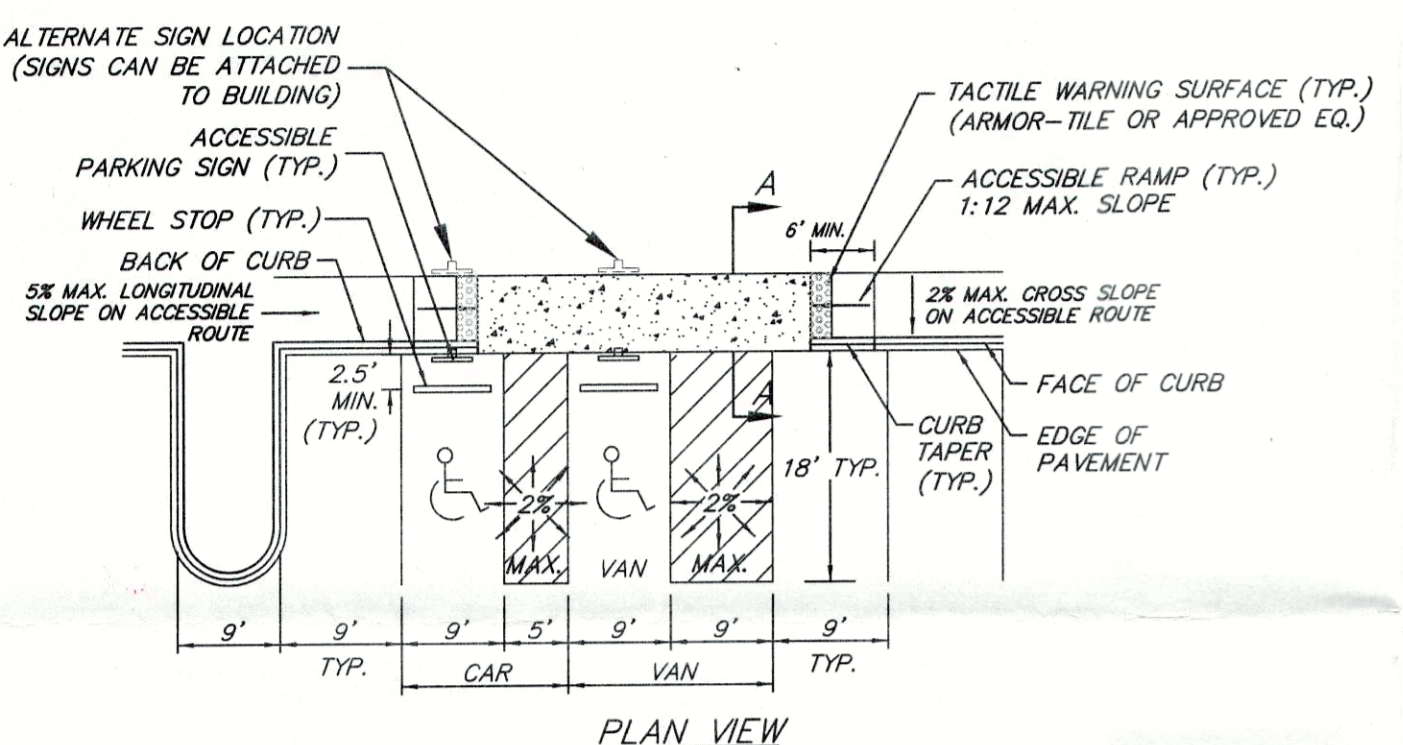 ALTERNATE SIGN LOCATION
(SIGNS CAN BE ATTACHED
TO BUILDING)
ACCESSIBLE
PARKING SIGN (TYP.)
WHEEL STOP (TYP.)
BACK OF CURB
5% MAX. LONGITUDINAL
SLOPE ON ACCESSIBLE
ROUTE
2.5'
MIN.
(TYP.)
A
A
TACTILE WARNING SURFACE (TYP.)
(ARMOR-TILE OR APPROVED EQ.)
ACCESSIBLE RAMP (TYP.)
1:12 MAX. SLOPE
6' MIN.
2% MAX. CROSS SLOPE
ON ACCESSIBLE ROUTE
FACE OF CURB
CURB
TAPER
(TYP.)
EDGE OF
PAVEMENT
18' TYP.
2%
MAX.
VAN
2%
MAX.
9'
9'
TYP.
9'
5'
9'
9'
9'
TYP.
CAR
VAN
PLAN VIEW